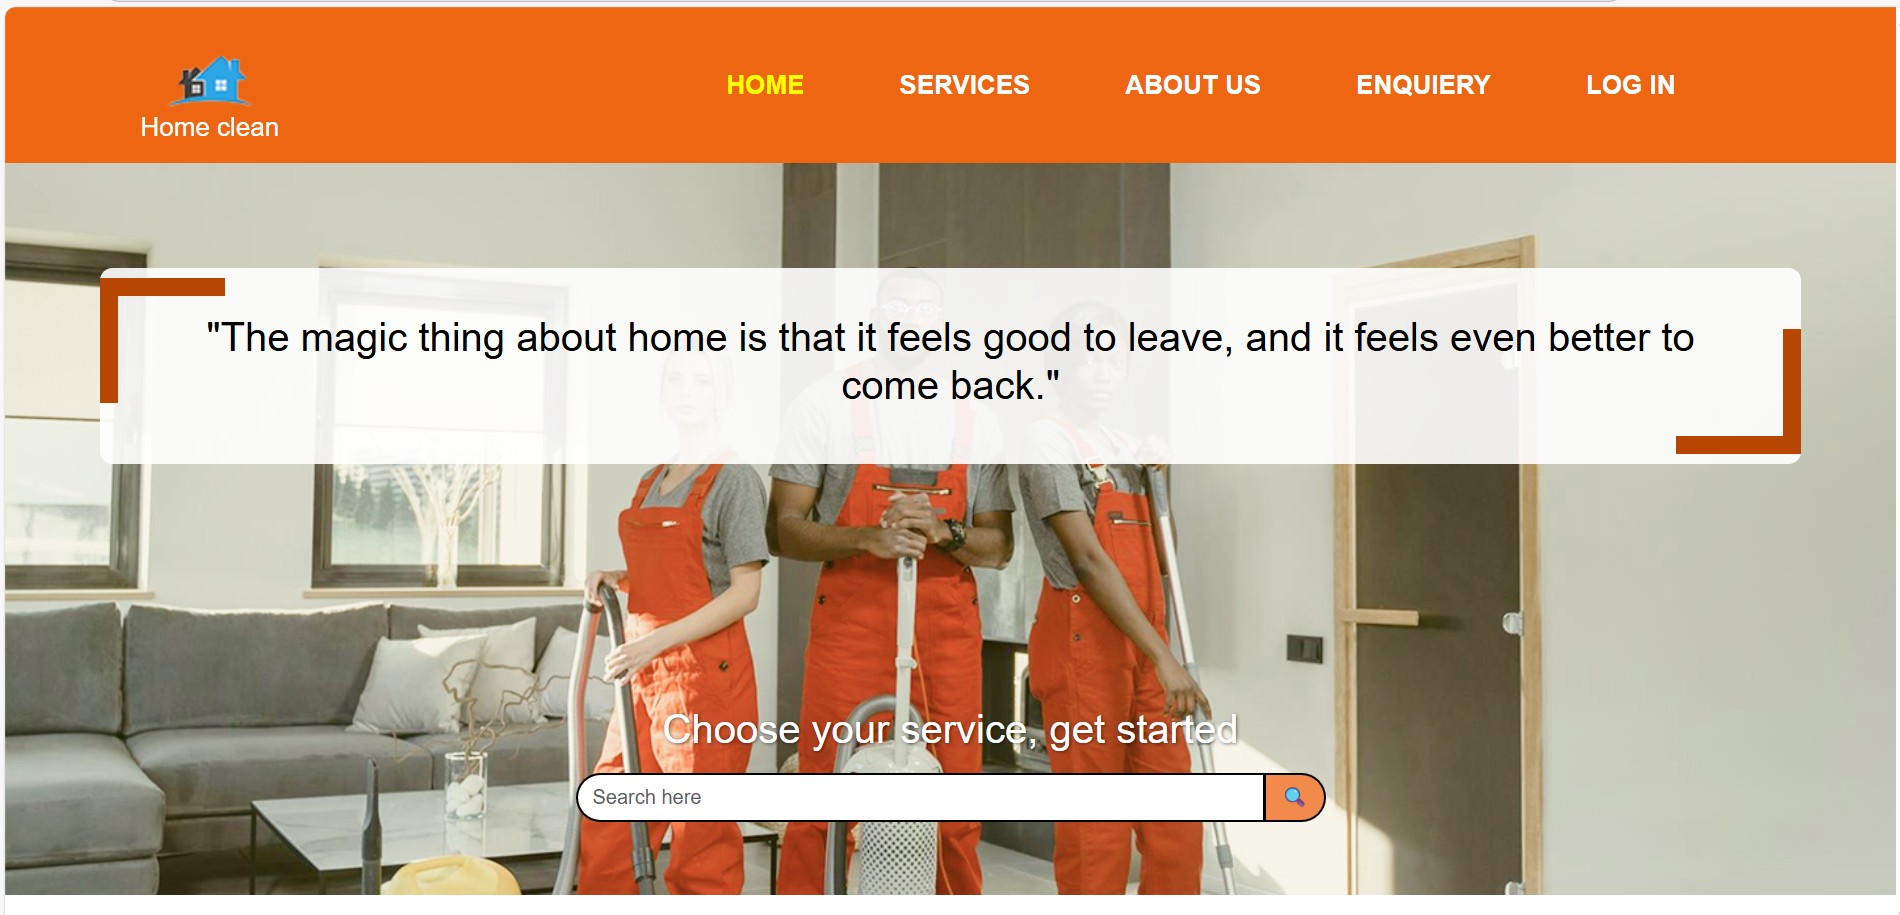 Home clean
HOME SERVICES ABOUT US ENQUIERY LOG IN
"The magic thing about home is that it feels good to leave, and it feels even better to
come back."
Choose your service, get started
Search here